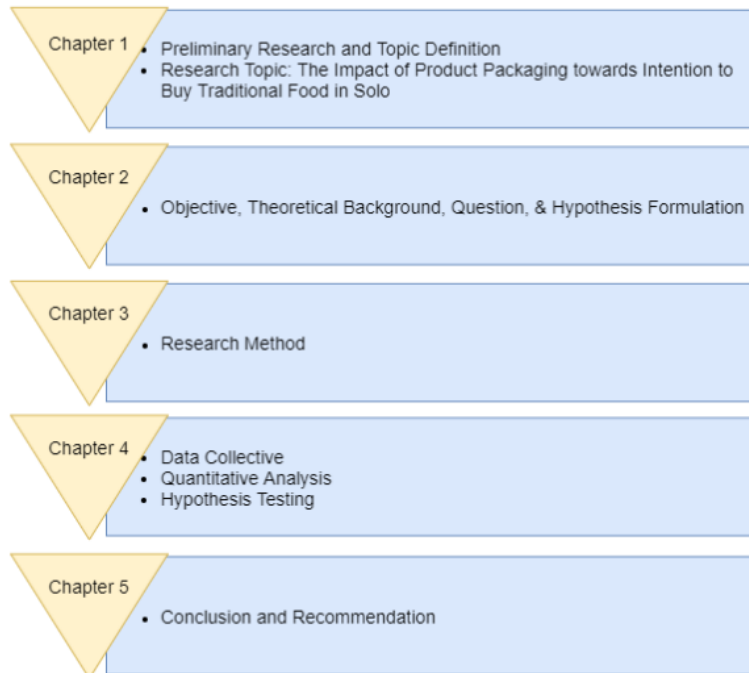 Chapter 1
• Preliminary Research and Topic Definition
• Research Topic: The Impact of Product Packaging towards Intention to
Buy Traditional Food in Solo
Chapter 2
• Objective, Theoretical Background, Question, & Hypothesis Formulation
Chapter 3
• Research Method
Chapter 4
• Data Collective
• Quantitative Analysis
• Hypothesis Testing
Chapter 5
• Conclusion and Recommendation